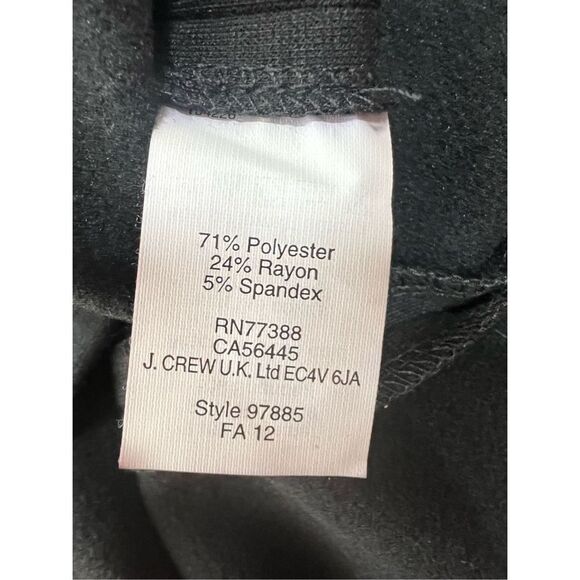 71% Polyester
24% Rayon
5% Spandex
RN77388
CA56445
J. CREW U.K. Ltd EC4V 6JA
Style 97885
FA 12